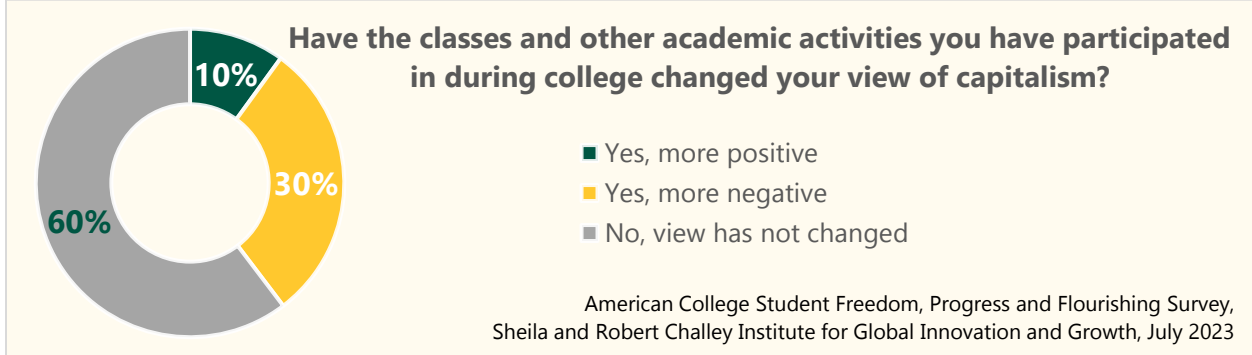 Have the classes and other academic activities you have participated
in during college changed your view of capitalism?
10%
30%
60%
Yes, more positive
Yes, more negative
No, view has not changed
American College Student Freedom, Progress and Flourishing Survey,
Sheila and Robert Challey Institute for Global Innovation and Growth, July 2023